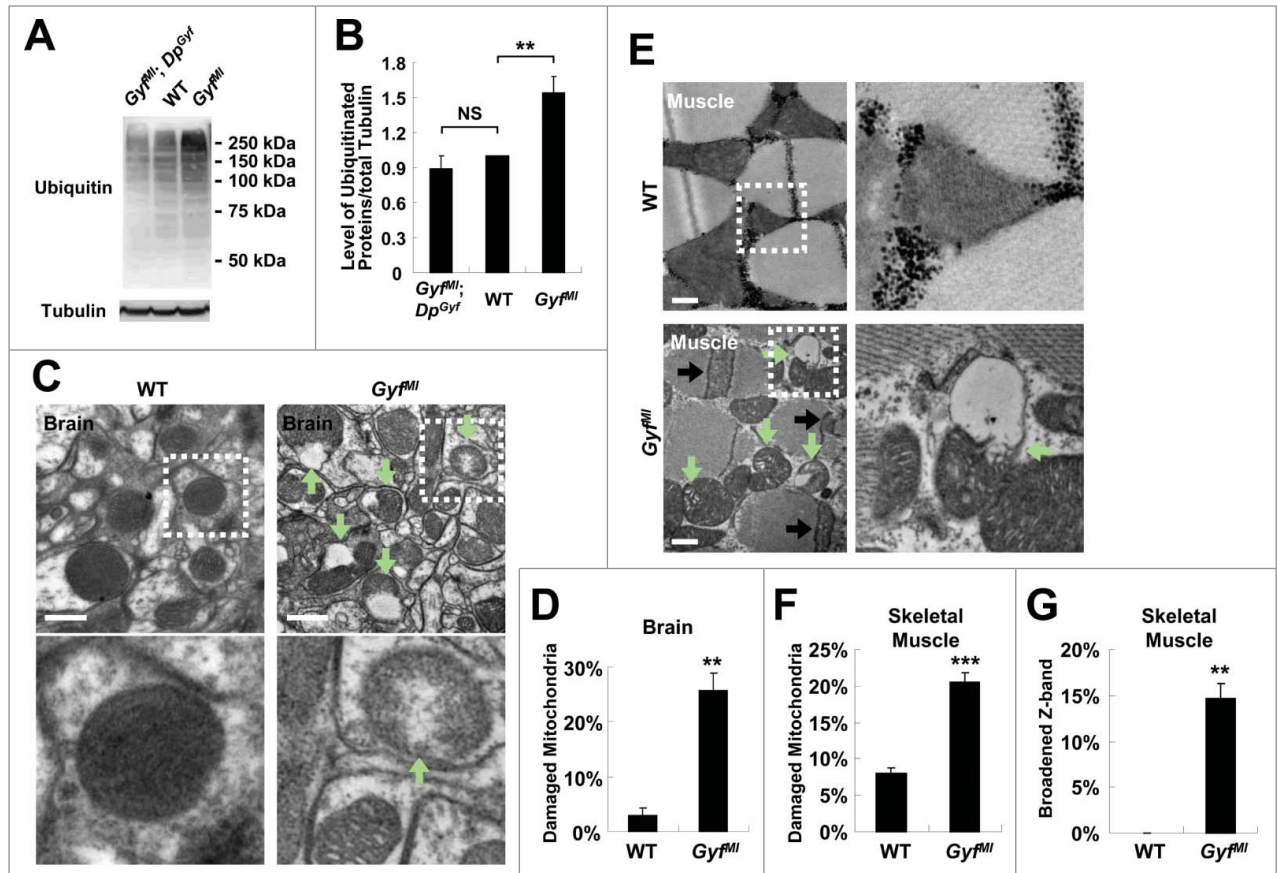 A
Gyf^MI; Dp^Gyf
WT
Gyf^MI
Ubiquitin
- 250 kDa
- 150 kDa
- 100 kDa
- 75 kDa
- 50 kDa
Tubulin
B
Level of Ubiquitinated
Proteins/total Tubulin
1.8
1.5
1.2
0.9
0.6
0.3
0
NS
**
Gyf^MI;
Dp^Gyf
WT
Gyf^MI
C
WT
Gyf^MI
Brain
Brain
D
Brain
Damaged Mitochondria
30%
20%
10%
0%
**
WT
Gyf^MI
E
WT
Muscle
Gyf^MI
Muscle
F
Skeletal
Muscle
Damaged Mitochondria
25%
20%
15%
10%
5%
0%
***
WT
Gyf^MI
G
Skeletal
Muscle
Broadened Z-band
20%
15%
10%
5%
0%
**
WT
Gyf^MI